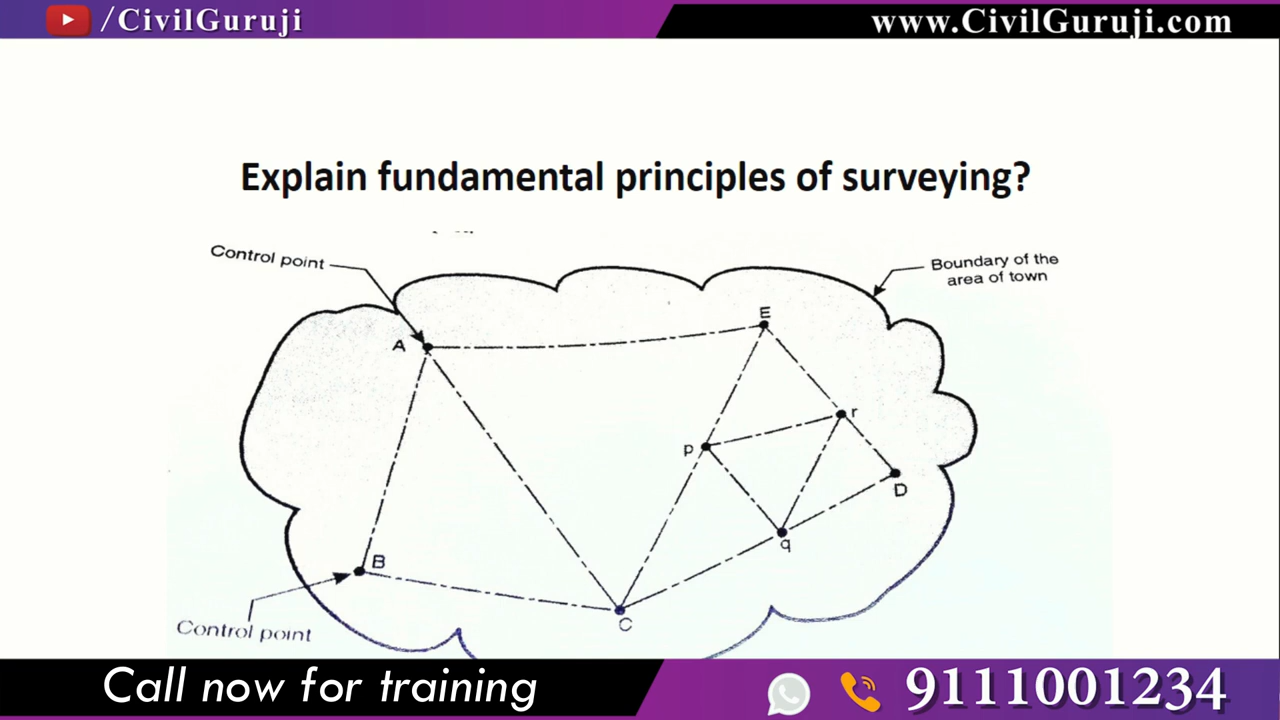 /CivilGuruji
www.CivilGuruji.com
Explain fundamental principles of surveying?
Control point
Boundary of the
area of town
E
A
r
p
D
q
B
C
Control point
Call now for training
9111001234